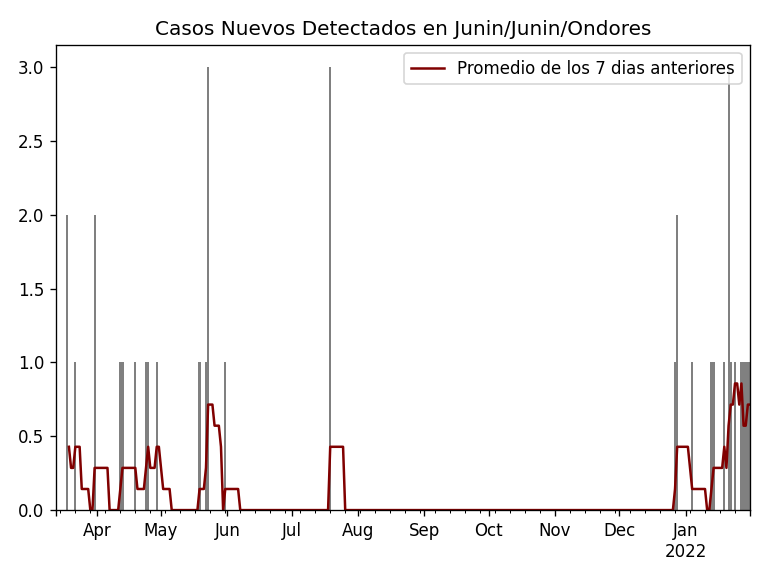 Casos Nuevos Detectados en Junin/Junin/Ondores
Promedio de los 7 dias anteriores
3.0
2.5
2.0
1.5
1.0
0.5
0.0
Apr May Jun Jul Aug Sep Oct Nov Dec Jan
2022